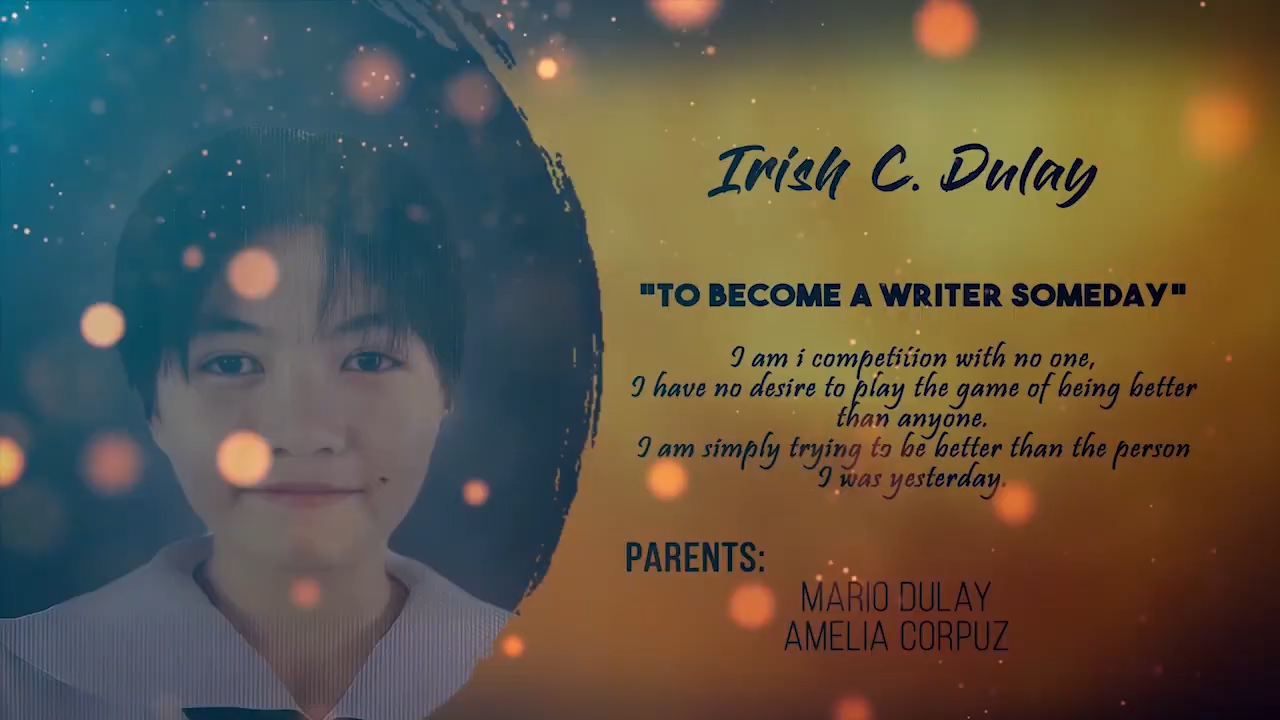 Irish C. Dulay
"TO BECOME A WRITER SOMEDAY"
I am i competiiion with no one,
I have no desire to play the game of being better
than anyone.
I am simply trying to be better than the person
I was yesterday.
PARENTS:
MARIO DULAY
AMELIA CORPUZ